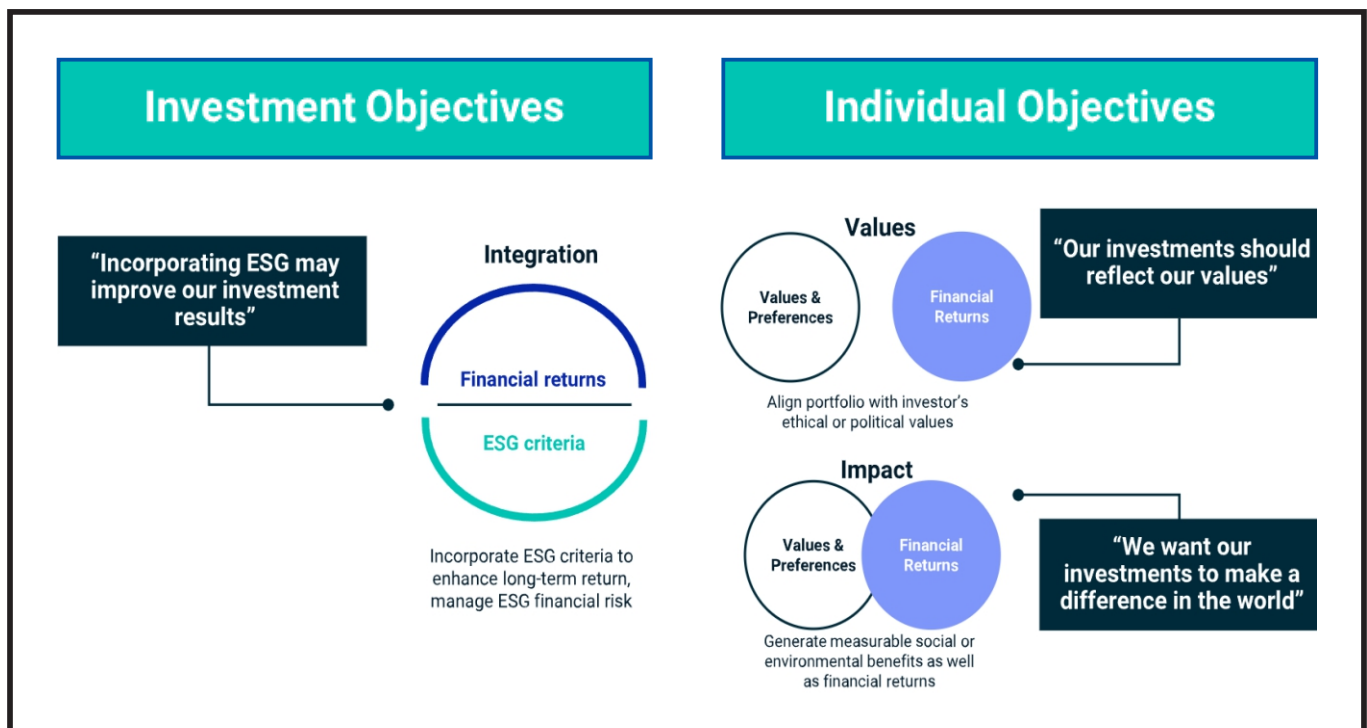 Investment Objectives
“Incorporating ESG may
improve our investment
results”
Integration
Financial returns
ESG criteria
Incorporate ESG criteria to
enhance long-term return,
manage ESG financial risk
Individual Objectives
Values
Values &
Preferences
Financial
Returns
“Our investments should
reflect our values”
Align portfolio with investor’s
ethical or political values
Impact
Values &
Preferences
Financial
Returns
“We want our
investments to make a
difference in the world”
Generate measurable social or
environmental benefits as well
as financial returns